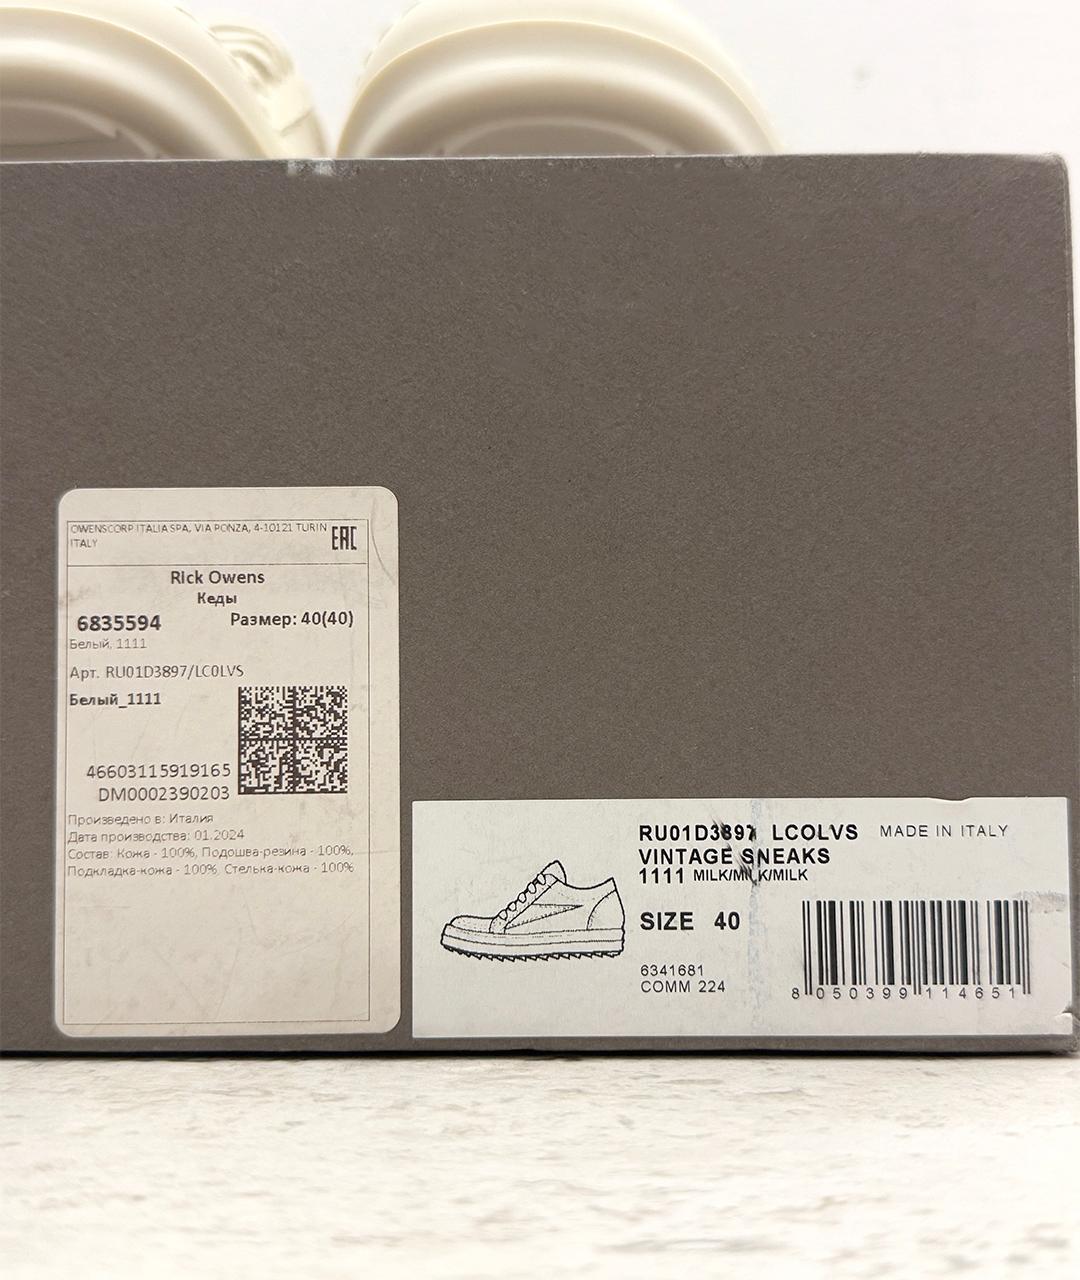 OWENSCORP ITALIA SPA, VIA PONZA, 4-10121 TURIN
ITALY
EAC
Rick Owens
Кеды
6835594
Размер: 40(40)
Белый, 1111
Арт. RU01D3897/LC0LVS
Белый_1111
46603115919165
DM0002390203
Произведено в: Италия
Дата производства: 01.2024
Состав: Кожа - 100%, Подошва-резина - 100%,
Подкладка-кожа - 100%, Стелька-кожа - 100%
RU01D3897 LCOLVS MADE IN ITALY
VINTAGE SNEAKS
1111 MILK/MILK/MILK
SIZE 40
6341681
COMM 224
8 050399 114651